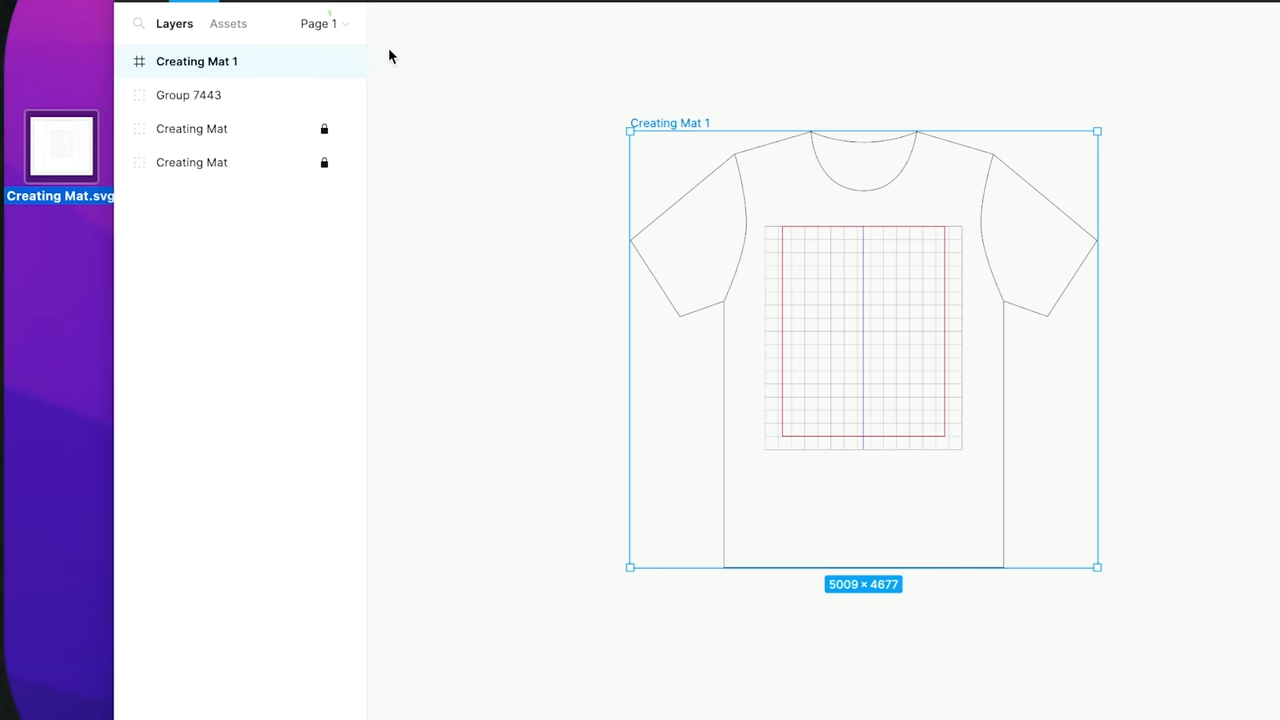 Layers
Assets
Page 1
Creating Mat 1
Group 7443
Creating Mat
Creating Mat
Creating Mat.svg
Creating Mat 1
5009 × 4677